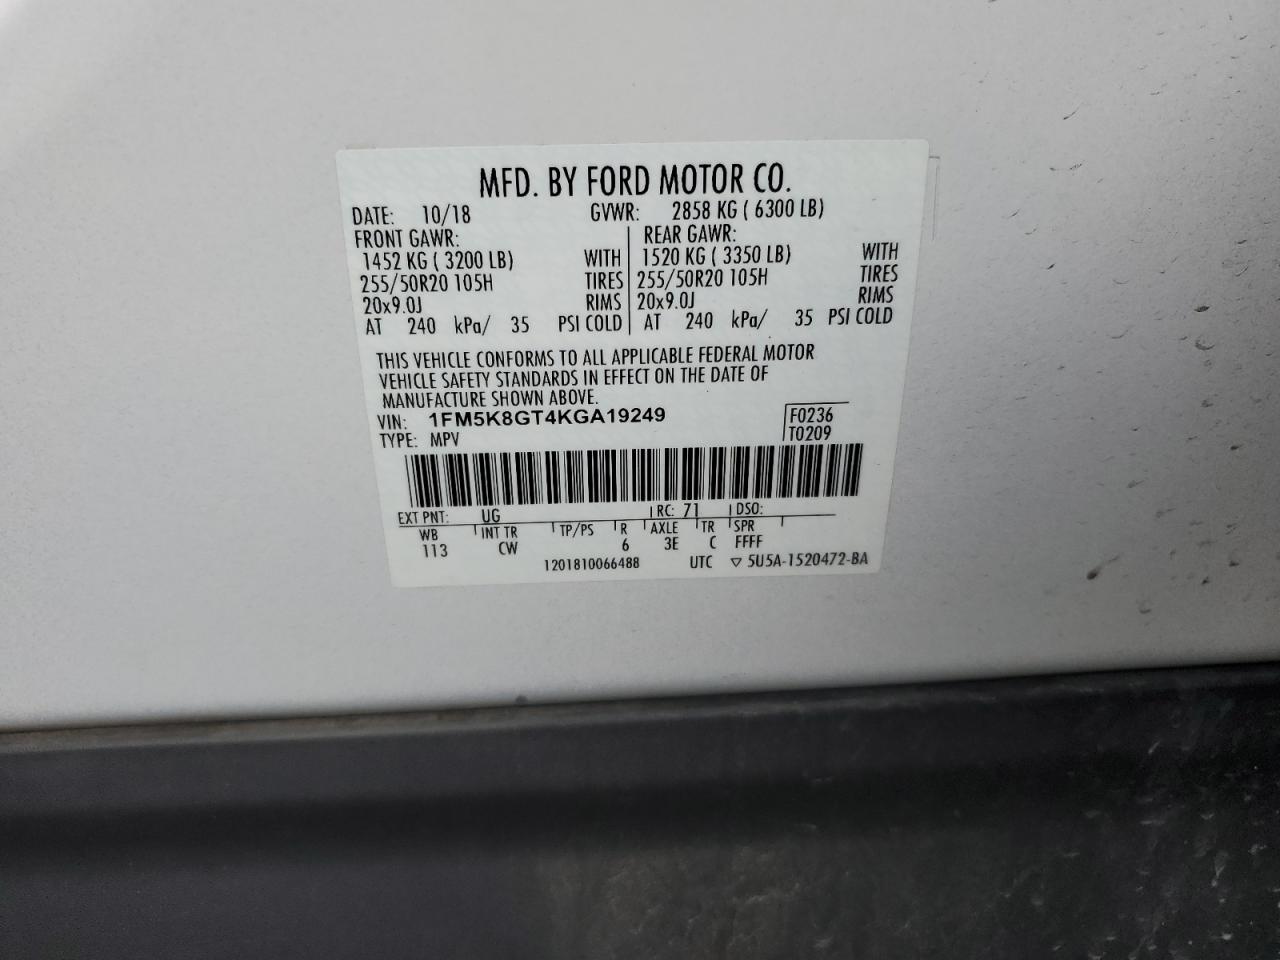 MFD. BY FORD MOTOR CO.
DATE: 10/18 GVWR: 2858 KG ( 6300 LB)
FRONT GAWR: REAR GAWR:
1452 KG ( 3200 LB) WITH 1520 KG ( 3350 LB) WITH
255/50R20 105H TIRES 255/50R20 105H TIRES
20x9.0J RIMS 20x9.0J RIMS
AT 240 kPa/ 35 PSI COLD AT 240 kPa/ 35 PSI COLD
THIS VEHICLE CONFORMS TO ALL APPLICABLE FEDERAL MOTOR
VEHICLE SAFETY STANDARDS IN EFFECT ON THE DATE OF
MANUFACTURE SHOWN ABOVE.
VIN: 1FM5K8GT4KGA19249 F0236
TYPE: MPV T0209
EXT PNT: UG RC: 71 DSO:
WB INT TR TP/PS R AXLE TR SPR
113 CW 6 3E C FFFF
1201810066488 UTC ▽ 5U5A-1520472-BA